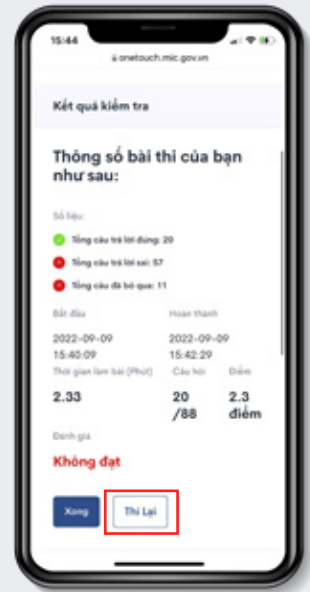 15:44
onetouch.mic.gov.vn
Kết quả kiểm tra
Thông số bài thi của bạn
như sau:
Số liệu:
Tổng câu trả lời đúng: 20
Tổng câu trả lời sai: 57
Tổng câu đã bỏ qua: 11
Bắt đầu Hoàn thành
2022-09-09 2022-09-09
15:40:09 15:42:29
Thời gian làm bài (Phút) Câu hỏi Điểm
2.33 20 2.3
/88 điểm
Đánh giá
Không đạt
Xong Thi Lại